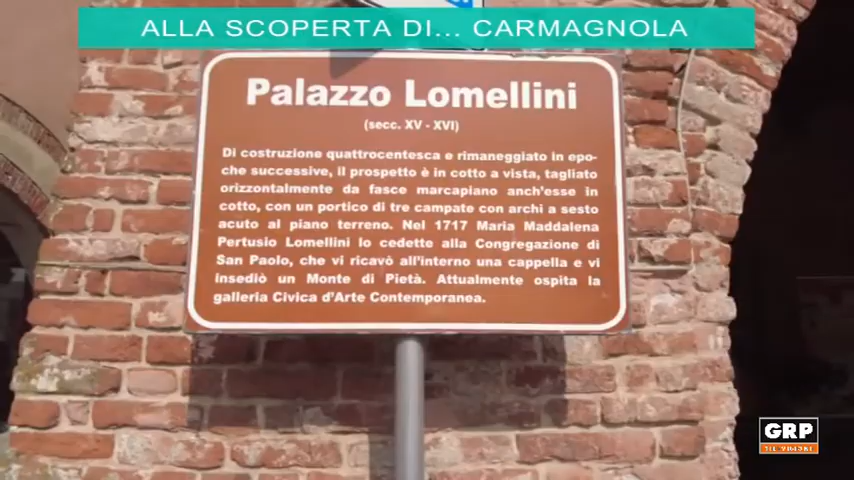 ALLA SCOPERTA DI... CARMAGNOLA
Palazzo Lomellini
(secc. XV - XVI)
Di costruzione quattrocentesca e rimaneggiato in epo-
che successive, il prospetto è in cotto a vista, tagliato
orizzontalmente da fasce marcapiano anch'esse in
cotto, con un portico di tre campate con archi a sesto
acuto al piano terreno. Nel 1717 Maria Maddalena
Pertusio Lomellini lo cedette alla Congregazione di
San Paolo, che vi ricavò all'interno una cappella e vi
insediò un Monte di Pietà. Attualmente ospita la
galleria Civica d'Arte Contemporanea.
GRP